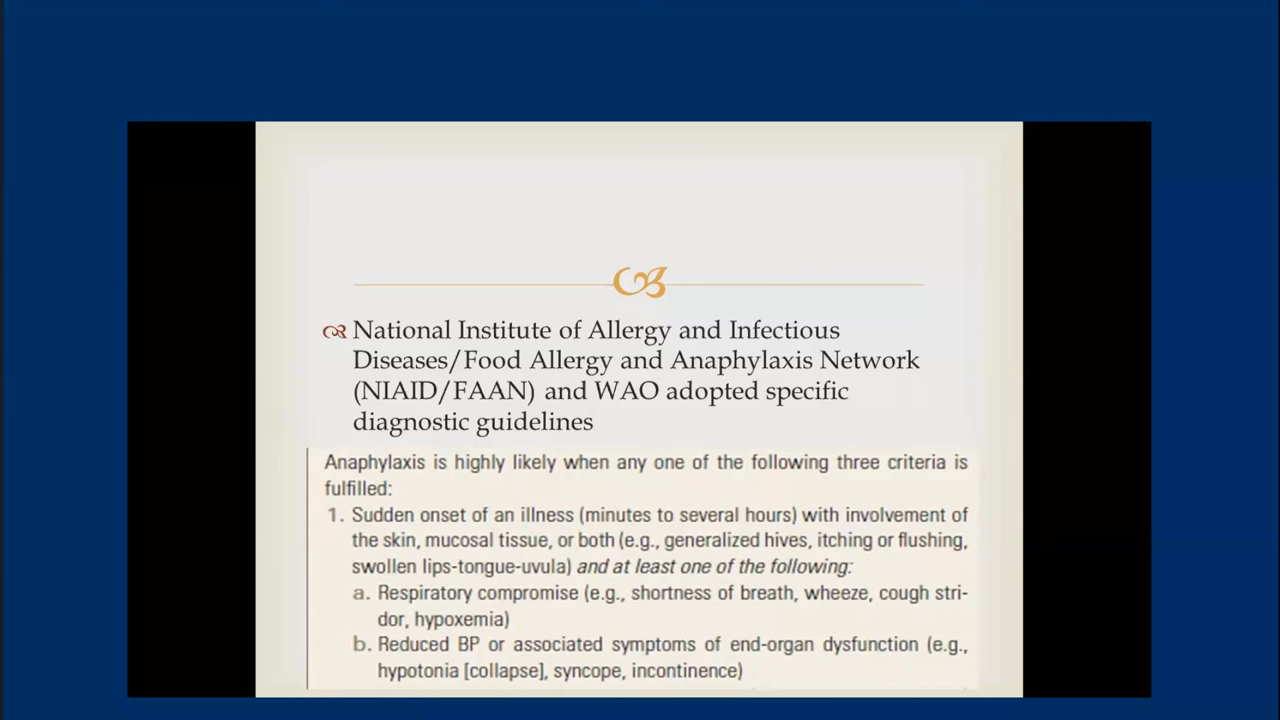 National Institute of Allergy and Infectious
Diseases/Food Allergy and Anaphylaxis Network
(NIAID/FAAN) and WAO adopted specific
diagnostic guidelines
Anaphylaxis is highly likely when any one of the following three criteria is
fulfilled:
1. Sudden onset of an illness (minutes to several hours) with involvement of
the skin, mucosal tissue, or both (e.g., generalized hives, itching or flushing,
swollen lips-tongue-uvula) and at least one of the following:
a. Respiratory compromise (e.g., shortness of breath, wheeze, cough stri-
dor, hypoxemia)
b. Reduced BP or associated symptoms of end-organ dysfunction (e.g.,
hypotonia [collapse], syncope, incontinence)